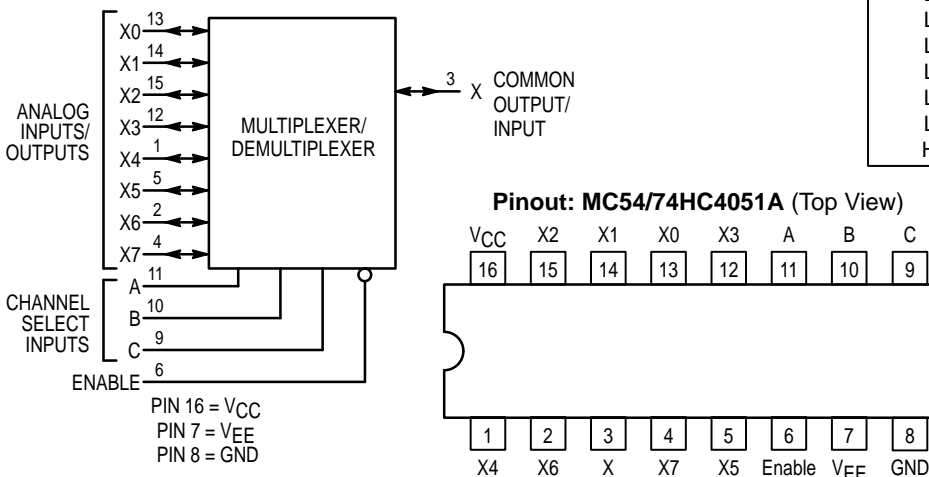 X0 13
X1 14
X2 15
X3 12
X4 1
X5 5
X6 2
X7 4
ANALOG
INPUTS/
OUTPUTS
MULTIPLEXER/
DEMULTIPLEXER
3 X COMMON
OUTPUT/
INPUT
A 11
B 10
C 9
CHANNEL
SELECT
INPUTS
ENABLE 6
PIN 16 = VCC
PIN 7 = VEE
PIN 8 = GND
L
L
L
L
L
H
Pinout: MC54/74HC4051A (Top View)
VCC X2 X1 X0 X3 A B C
16 15 14 13 12 11 10 9
1 2 3 4 5 6 7 8
X4 X6 X X7 X5 Enable VEE GND